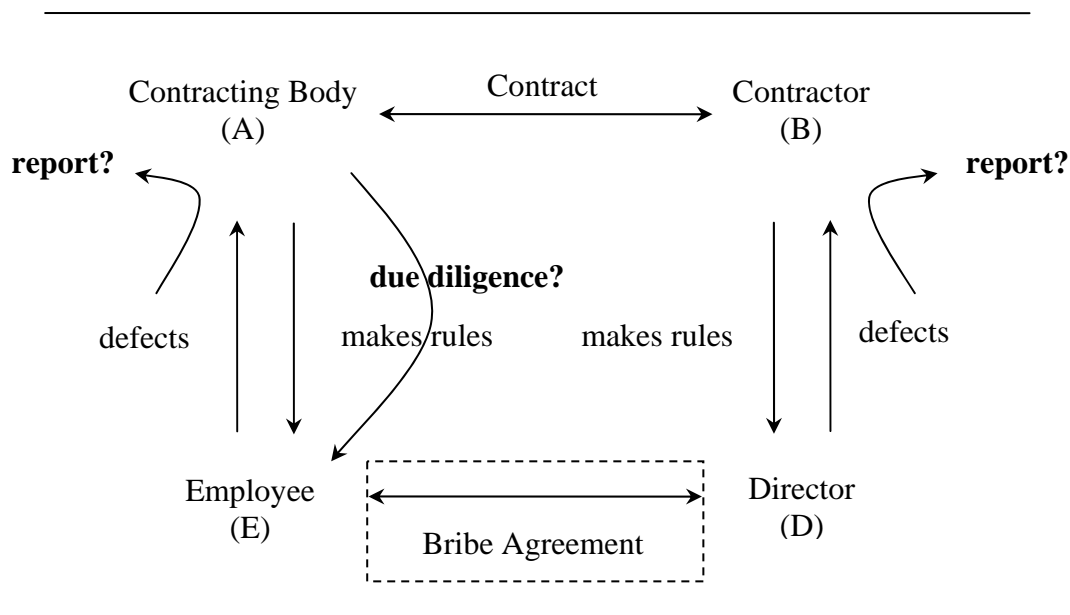 Contracting Body
(A)
Contract
Contractor
(B)
report?
report?
due diligence?
defects
makes rules
makes rules
defects
Employee
(E)
Bribe Agreement
Director
(D)